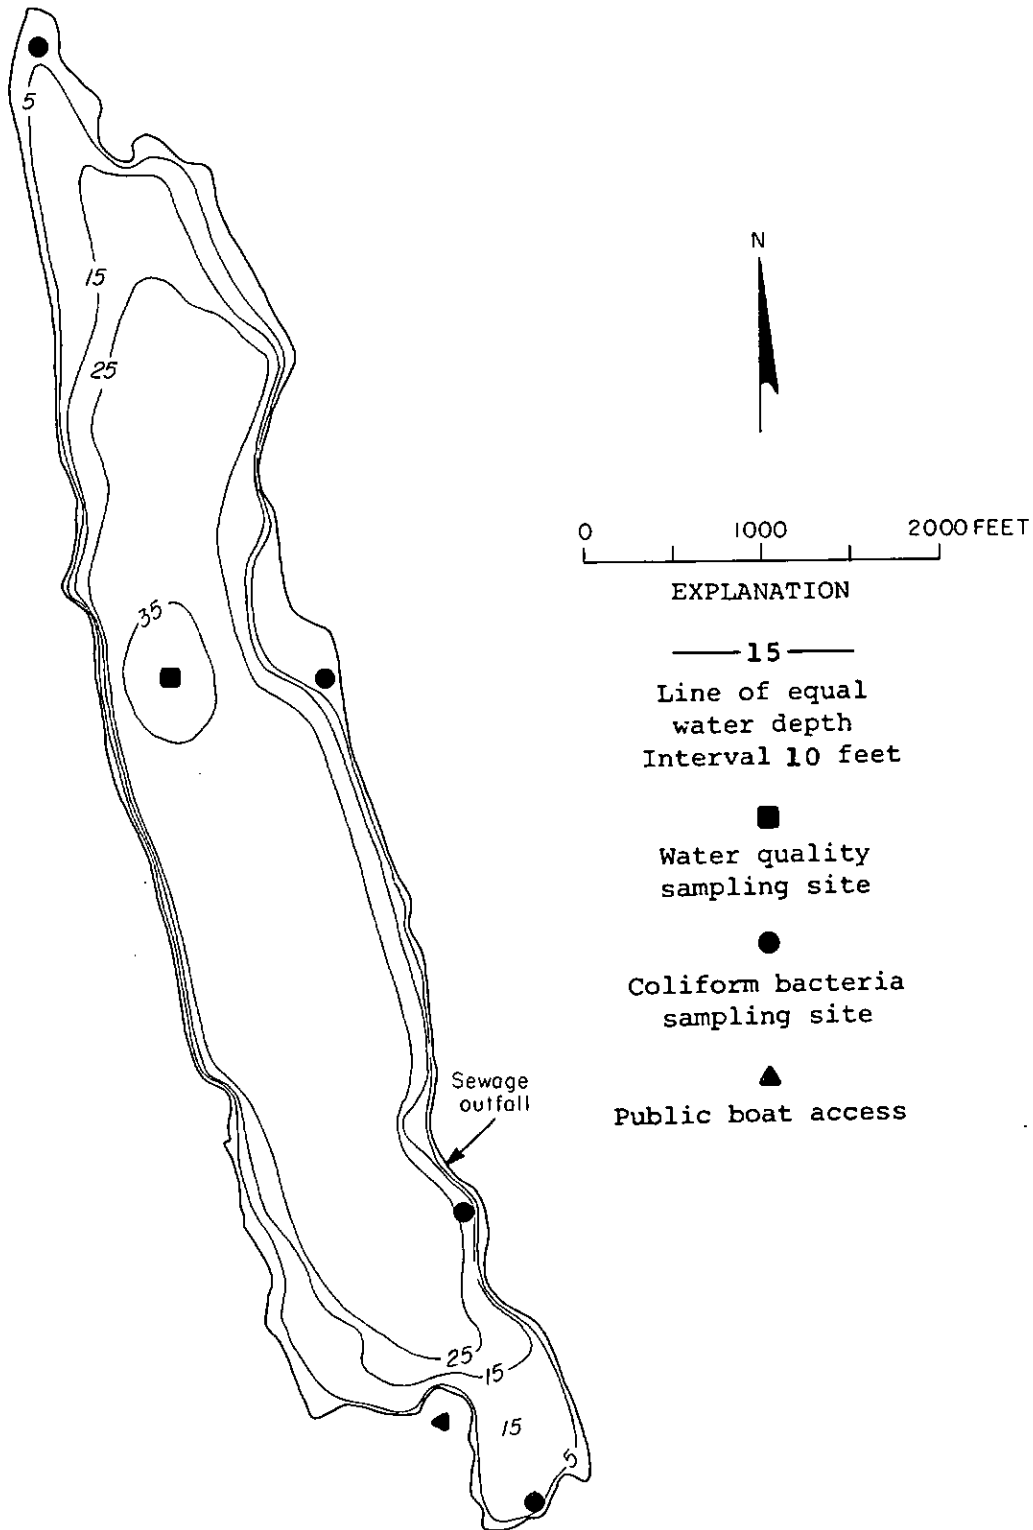 5
15
25
35
Sewage
outfall
25
15
15
5
N
0 1000 2000 FEET
EXPLANATION
15
Line of equal
water depth
Interval 10 feet
Water quality
sampling site
Coliform bacteria
sampling site
Public boat access